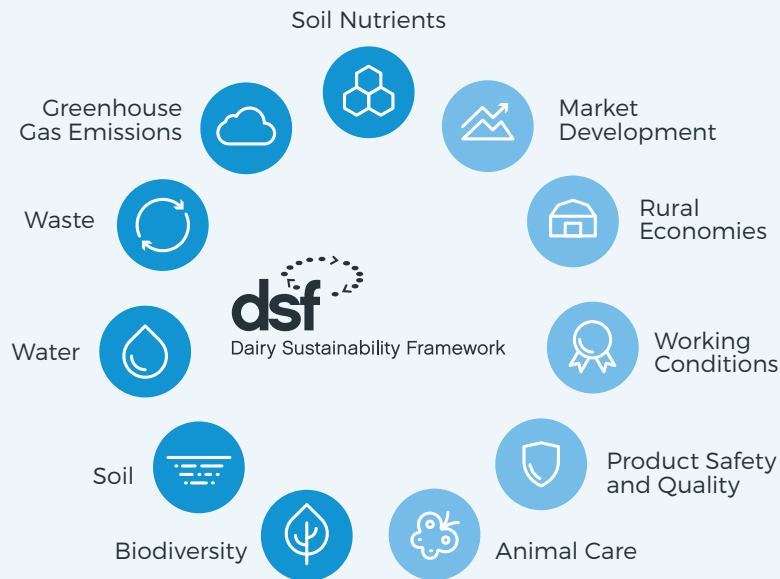 Soil Nutrients
Greenhouse
Gas Emissions
Market
Development
Waste
Rural
Economies
dsf
Dairy Sustainability Framework
Water
Working
Conditions
Soil
Product Safety
and Quality
Biodiversity
Animal Care